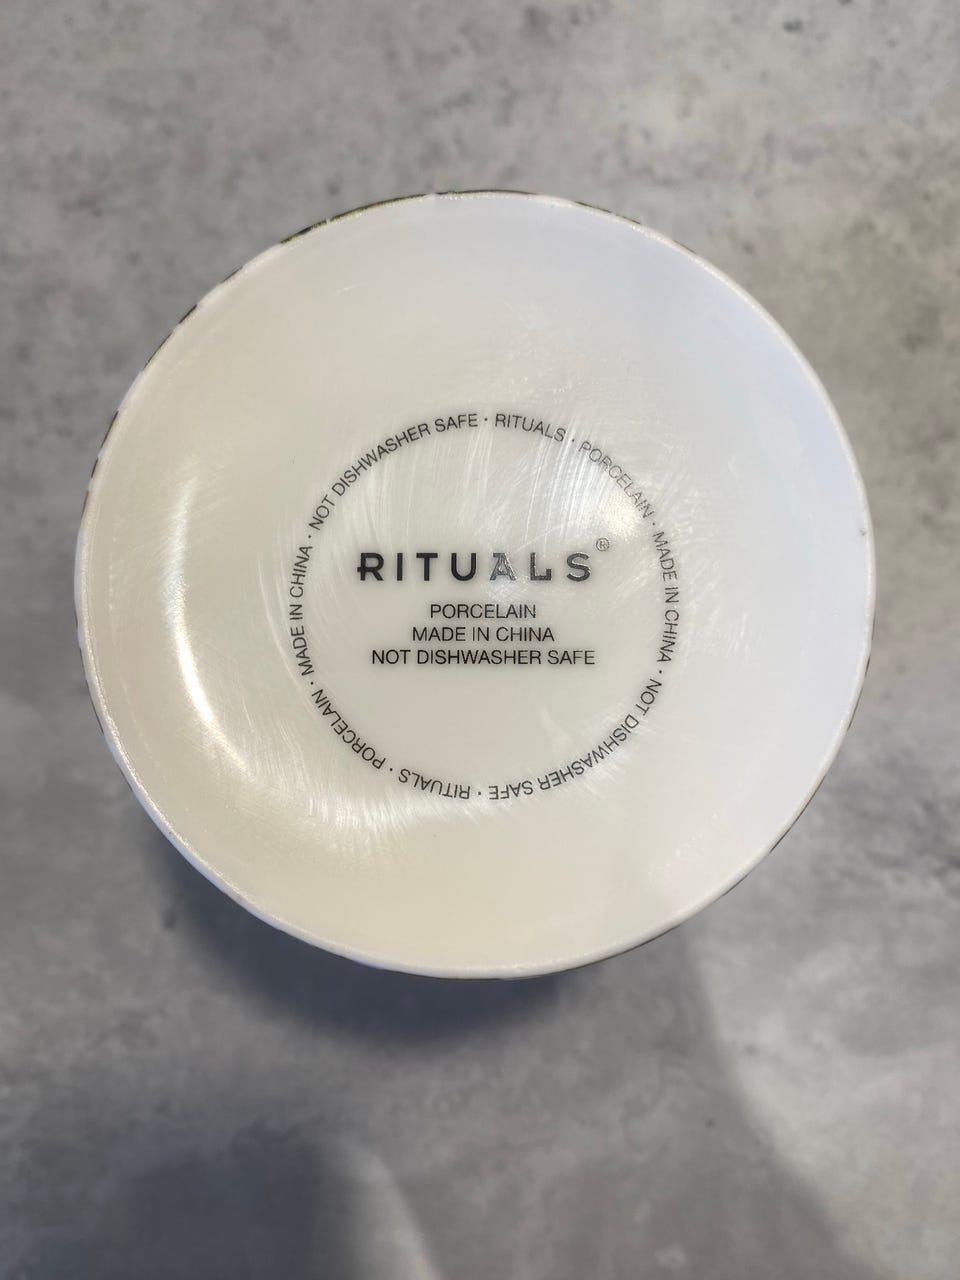 NOT DISHWASHER SAFE · RITUALS · PORCELAIN · MADE IN CHINA · NOT DISHWASHER SAFE · RITUALS · PORCELAIN · MADE IN CHINA ·
RITUALS®
PORCELAIN
MADE IN CHINA
NOT DISHWASHER SAFE